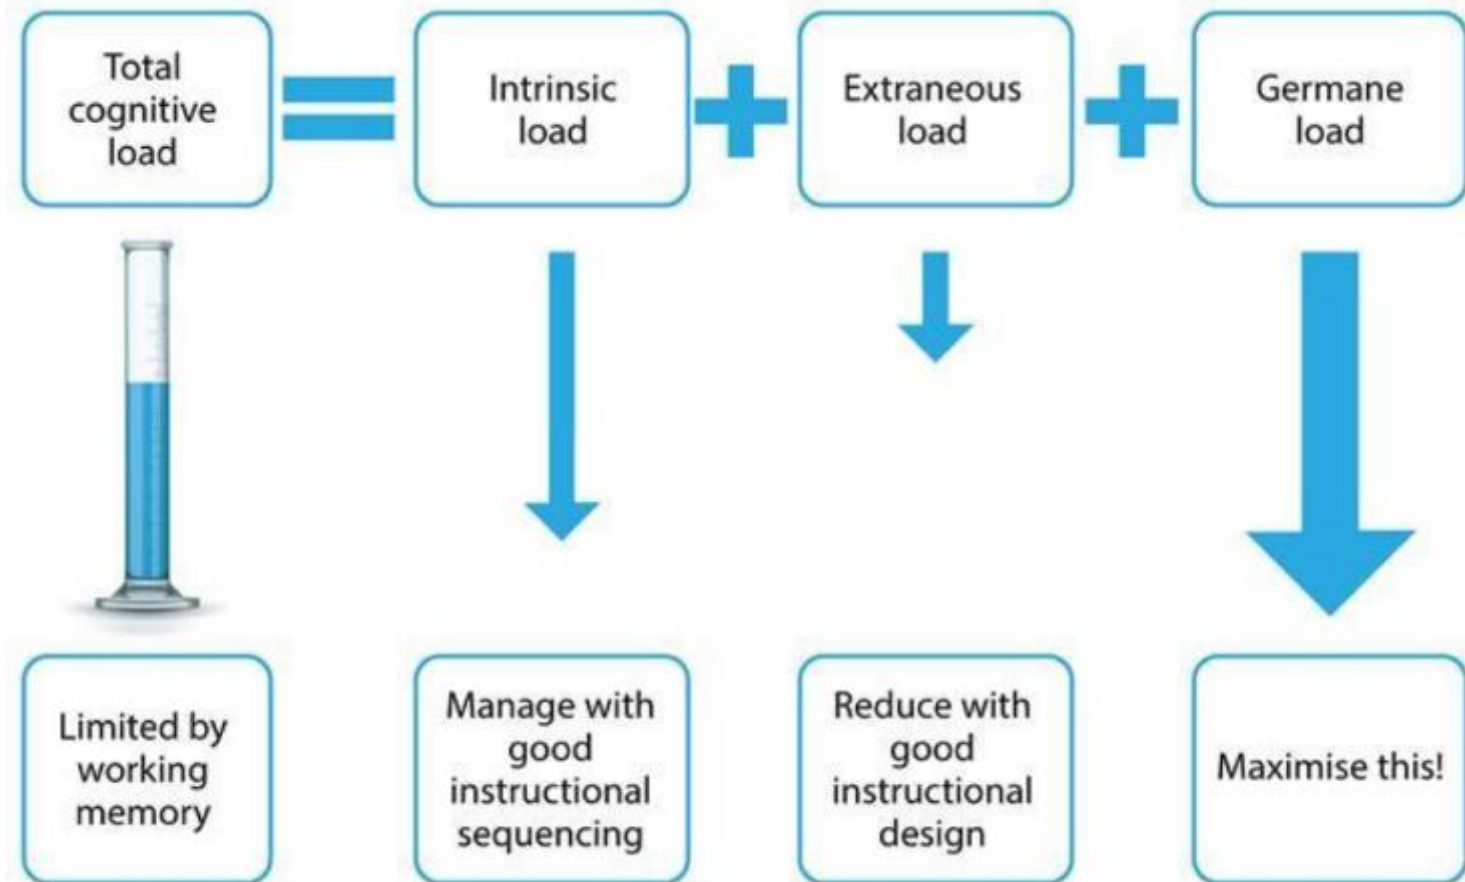 Total
cognitive
load
Intrinsic
load
Extraneous
load
Germane
load
Limited by
working
memory
Manage with
good
instructional
sequencing
Reduce with
good
instructional
design
Maximise this!